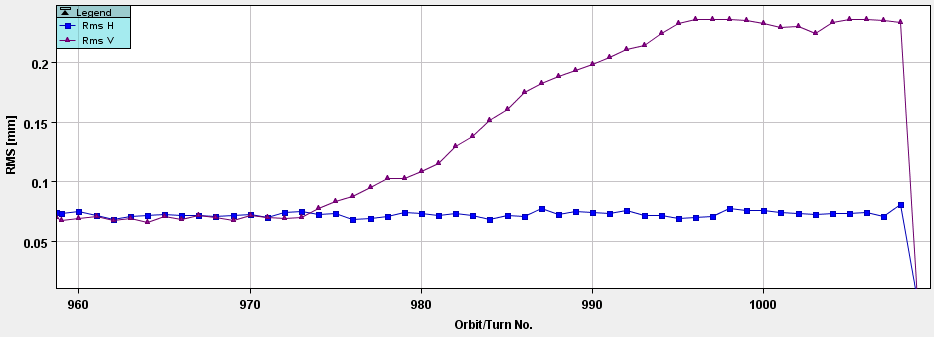 Legend
Rms H
Rms V
0.2
0.15
0.1
0.05
RMS [mm]
960 970 980 990 1000
Orbit/Turn No.